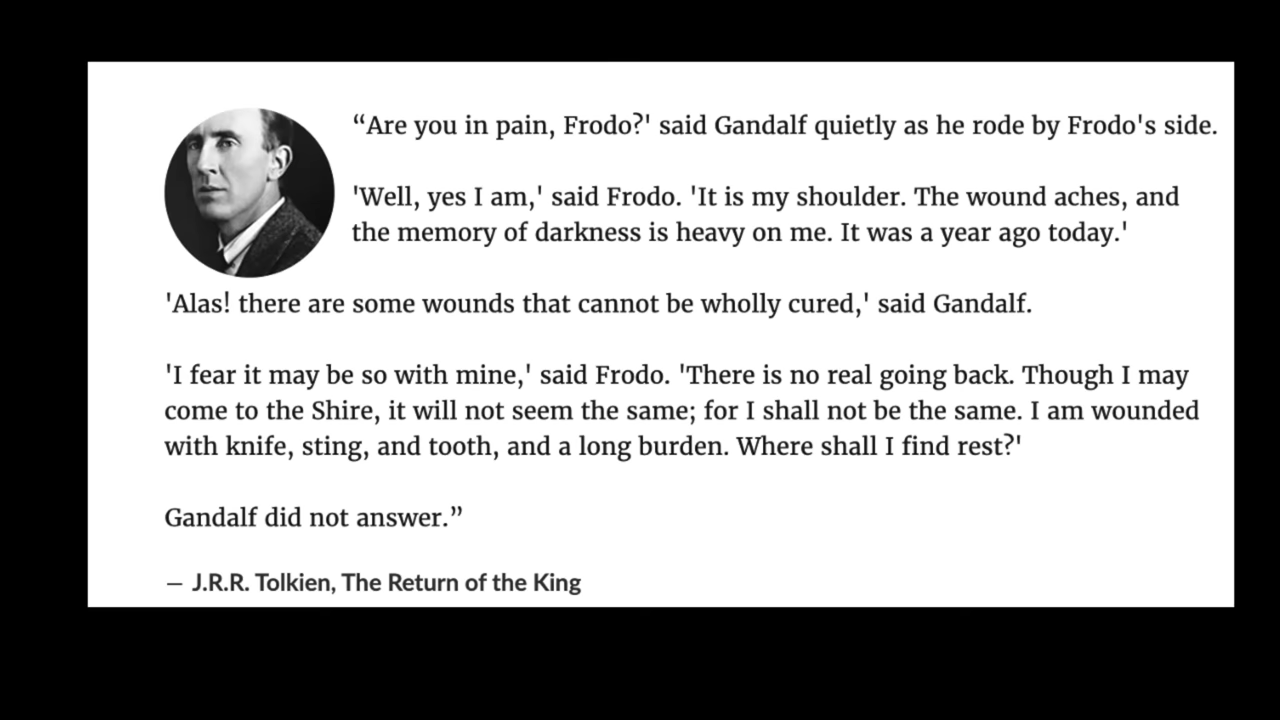 “Are you in pain, Frodo?' said Gandalf quietly as he rode by Frodo's side.
'Well, yes I am,' said Frodo. 'It is my shoulder. The wound aches, and
the memory of darkness is heavy on me. It was a year ago today.'
'Alas! there are some wounds that cannot be wholly cured,' said Gandalf.
'I fear it may be so with mine,' said Frodo. 'There is no real going back. Though I may
come to the Shire, it will not seem the same; for I shall not be the same. I am wounded
with knife, sting, and tooth, and a long burden. Where shall I find rest?'
Gandalf did not answer.”
― J.R.R. Tolkien, The Return of the King